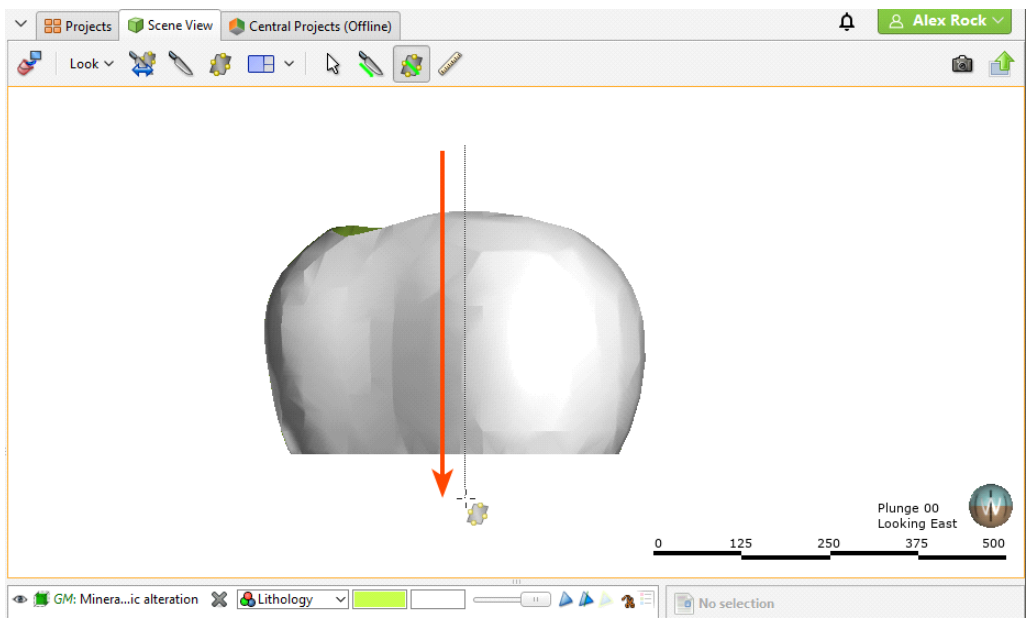 Projects
Scene View
Central Projects (Offline)
Alex Rock
Look
Plunge 00
Looking East
0 125 250 375 500
GM: Minera...ic alteration
Lithology
No selection